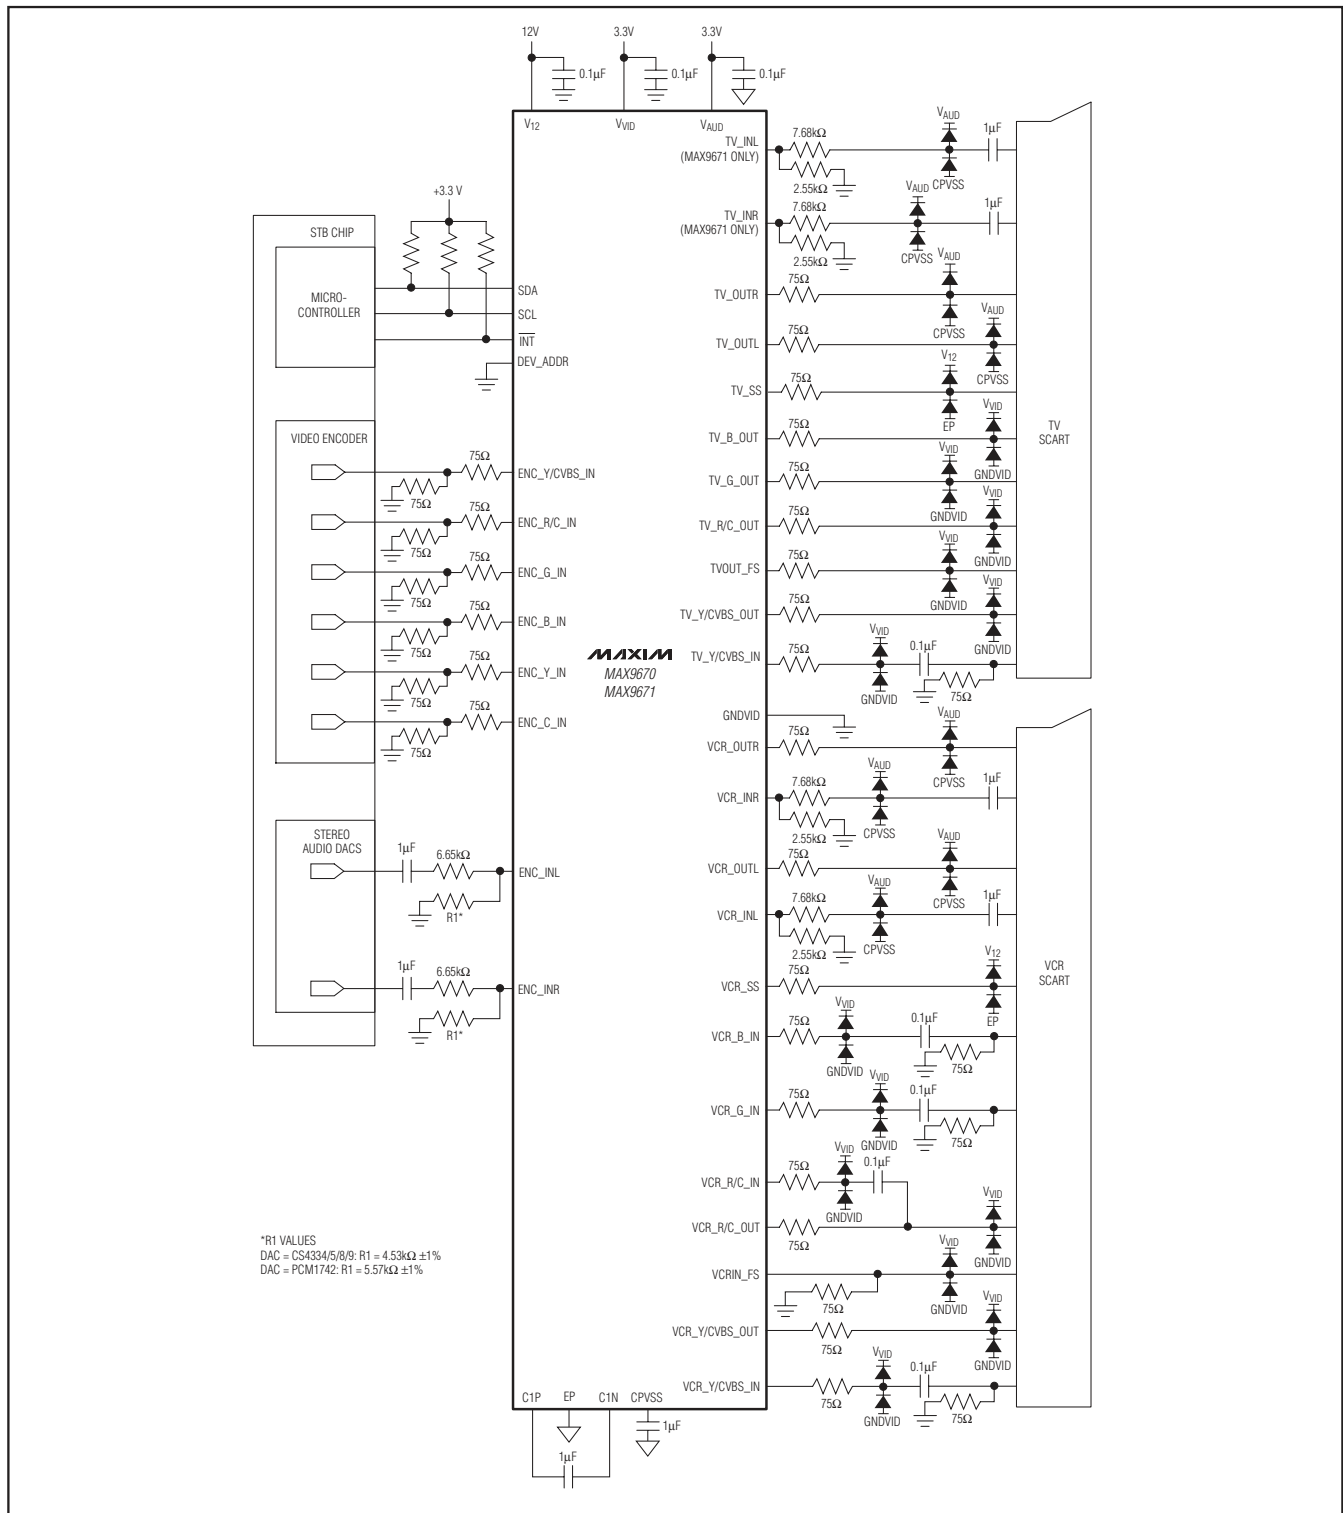 12V
3.3V
3.3V
0.1μF
0.1μF
0.1μF
V12
VVID
VAUD
+3.3 V
STB CHIP
MICRO-
CONTROLLER
SDA
SCL
INT
DEV_ADDR
VIDEO ENCODER
75Ω
ENC_Y/CVBS_IN
75Ω
75Ω
ENC_R/C_IN
75Ω
75Ω
ENC_G_IN
75Ω
75Ω
ENC_B_IN
75Ω
75Ω
ENC_Y_IN
75Ω
75Ω
ENC_C_IN
75Ω
STEREO
AUDIO DACS
1μF
6.65kΩ
ENC_INL
R1*
1μF
6.65kΩ
ENC_INR
R1*
*R1 VALUES
DAC = CS4334/5/8/9: R1 = 4.53kΩ ±1%
DAC = PCM1742: R1 = 5.57kΩ ±1%
MAXIM
MAX9670
MAX9671
C1P
EP
C1N
CPVSS
1μF
1μF
TV_INL
(MAX9671 ONLY)
7.68kΩ
2.55kΩ
VAUD
CPVSS
1μF
TV_INR
(MAX9671 ONLY)
7.68kΩ
2.55kΩ
VAUD
CPVSS
1μF
TV_OUTR
75Ω
VAUD
CPVSS
TV_OUTL
75Ω
VAUD
CPVSS
TV_SS
75Ω
V12
EP
TV_B_OUT
75Ω
VVID
GNDVID
TV_G_OUT
75Ω
VVID
GNDVID
TV_R/C_OUT
75Ω
VVID
GNDVID
TVOUT_FS
75Ω
VVID
GNDVID
TV_Y/CVBS_OUT
75Ω
VVID
GNDVID
TV_Y/CVBS_IN
75Ω
VVID
GNDVID
0.1μF
75Ω
TV
SCART
GNDVID
VCR_OUTR
75Ω
VAUD
CPVSS
VCR_INR
7.68kΩ
2.55kΩ
VAUD
CPVSS
1μF
VCR_OUTL
75Ω
VAUD
CPVSS
VCR_INL
7.68kΩ
2.55kΩ
VAUD
CPVSS
1μF
VCR_SS
75Ω
V12
EP
VCR
SCART
VCR_B_IN
75Ω
VVID
GNDVID
0.1μF
75Ω
VCR_G_IN
75Ω
VVID
GNDVID
0.1μF
75Ω
VCR_R/C_IN
75Ω
VVID
GNDVID
0.1μF
VCR_R/C_OUT
75Ω
VVID
GNDVID
VCRIN_FS
75Ω
VVID
GNDVID
VCR_Y/CVBS_OUT
75Ω
VVID
GNDVID
VCR_Y/CVBS_IN
75Ω
VVID
GNDVID
0.1μF
75Ω